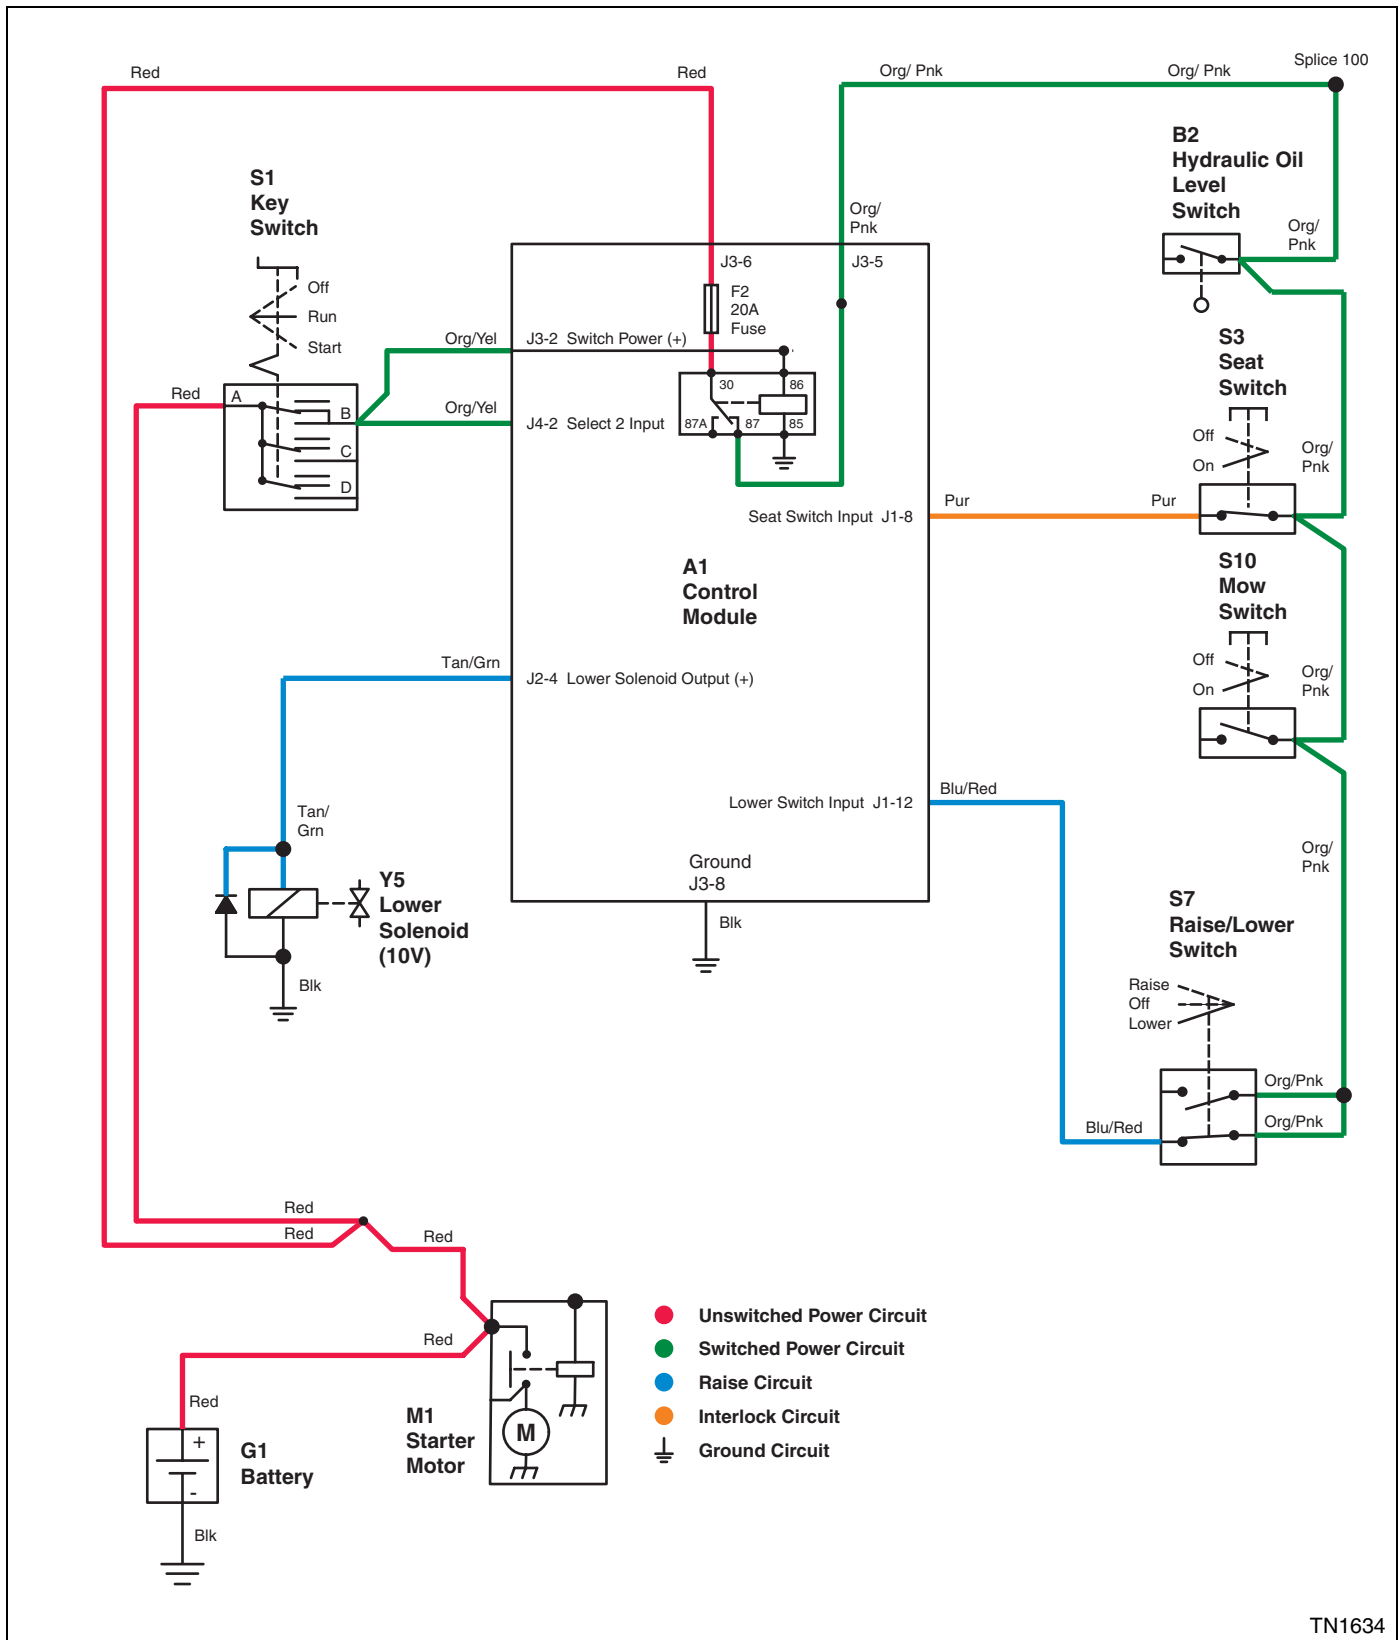 Red
Red
Org/ Pnk
Org/ Pnk
Splice 100
B2
Hydraulic Oil
Level
Switch
S1
Key
Switch
Org/
Pnk
Org/
Pnk
Off
Run
Start
J3-6
J3-5
F2
20A
Fuse
S3
Seat
Switch
Org/Yel
J3-2 Switch Power (+)
Red
A
B
C
D
30
86
87A
87
85
Org/Yel
J4-2 Select 2 Input
Off
On
Org/
Pnk
Seat Switch Input J1-8
Pur
Pur
A1
Control
Module
S10
Mow
Switch
Off
On
Org/
Pnk
Tan/Grn
J2-4 Lower Solenoid Output (+)
Lower Switch Input J1-12
Blu/Red
Tan/
Grn
Org/
Pnk
Ground
J3-8
Blk
Y5
Lower
Solenoid
(10V)
Blk
S7
Raise/Lower
Switch
Raise
Off
Lower
Org/Pnk
Org/Pnk
Blu/Red
Red
Red
Red
Red
Red
M1
Starter
Motor
M
G1
Battery
+
-
Blk
Unswitched Power Circuit
Switched Power Circuit
Raise Circuit
Interlock Circuit
Ground Circuit
TN1634